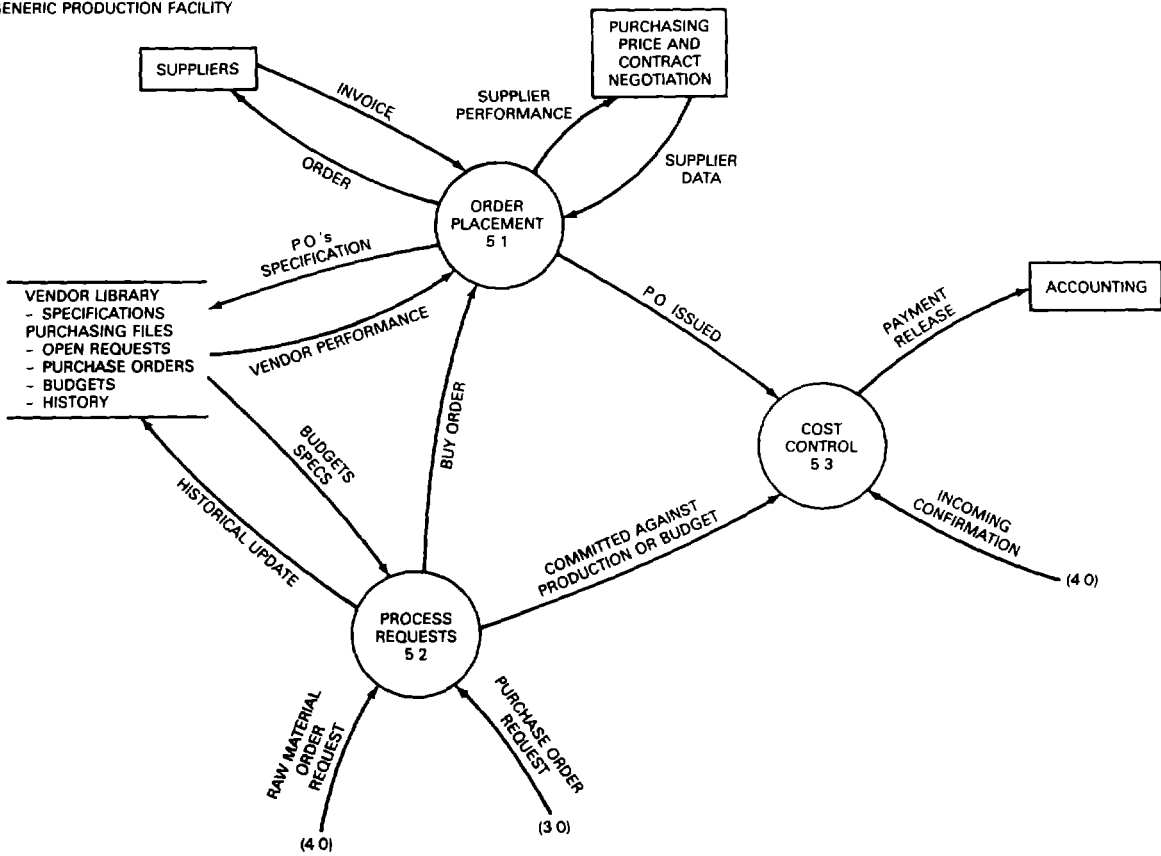 GENERIC PRODUCTION FACILITY
SUPPLIERS
PURCHASING
PRICE AND
CONTRACT
NEGOTIATION
INVOICE
ORDER
SUPPLIER
PERFORMANCE
SUPPLIER
DATA
ORDER
PLACEMENT
5 1
P O 's
SPECIFICATION
VENDOR LIBRARY
- SPECIFICATIONS
PURCHASING FILES
- OPEN REQUESTS
- PURCHASE ORDERS
- BUDGETS
- HISTORY
VENDOR PERFORMANCE
P O ISSUED
ACCOUNTING
PAYMENT
RELEASE
BUY ORDER
BUDGETS
SPECS
HISTORICAL UPDATE
COST
CONTROL
5 3
COMMITTED AGAINST
PRODUCTION OR BUDGET
INCOMING
CONFIRMATION
(4 0)
PROCESS
REQUESTS
5 2
RAW MATERIAL
ORDER
REQUEST
(4 0)
PURCHASE ORDER
REQUEST
(3 0)